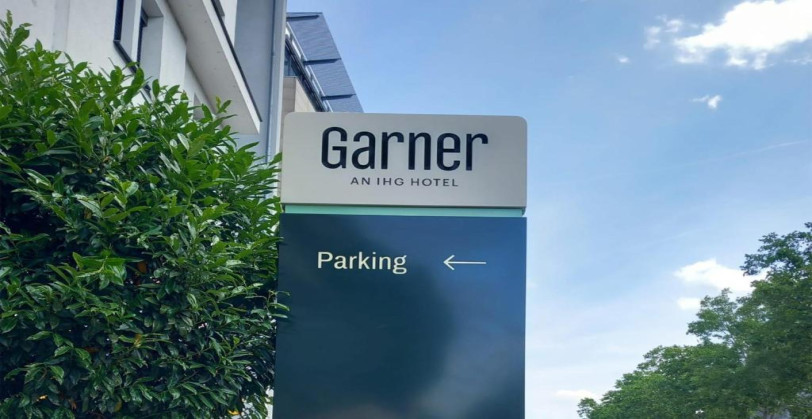 Garner
AN IHG HOTEL
Parking ←